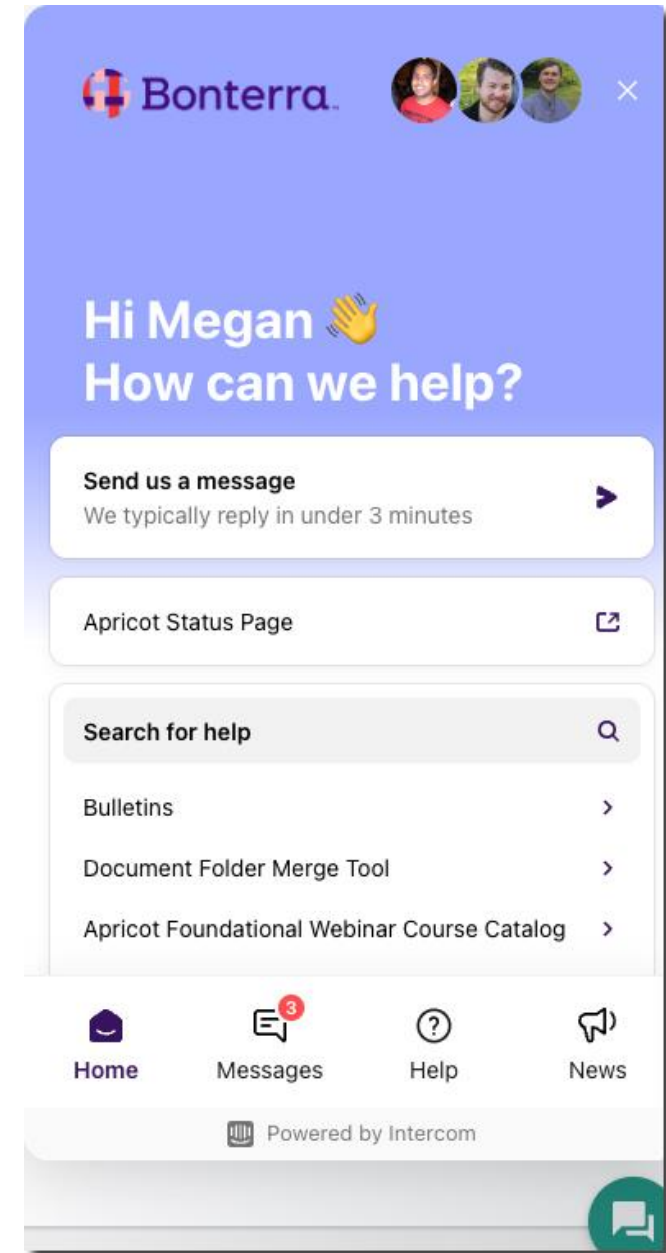 Bonterra.
Hi Megan 👋
How can we help?
Send us a message
We typically reply in under 3 minutes
Apricot Status Page
Search for help
Bulletins
Document Folder Merge Tool
Apricot Foundational Webinar Course Catalog
3
Home
Messages
Help
News
Powered by Intercom